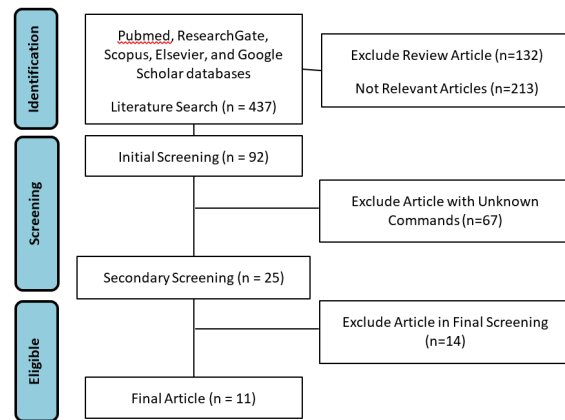 Identification
Pubmed, ResearchGate,
Scopus, Elsevier, and Google
Scholar databases
Literature Search (n = 437)
Exclude Review Article (n=132)
Not Relevant Articles (n=213)
Screening
Initial Screening (n = 92)
Exclude Article with Unknown
Commands (n=67)
Secondary Screening (n = 25)
Eligible
Exclude Article in Final Screening
(n=14)
Final Article (n = 11)